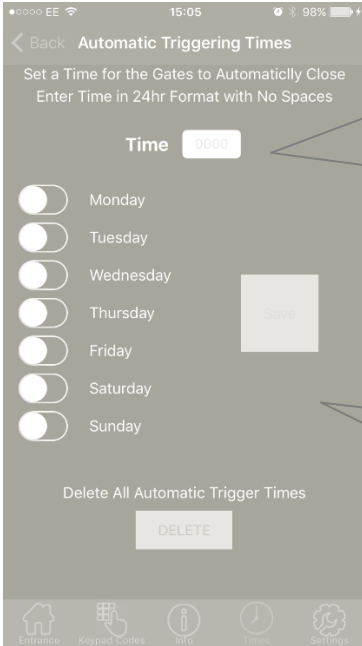 ●○○○○ EE 15:05 98%
Back Automatic Triggering Times
Set a Time for the Gates to Automaticlly Close
Enter Time in 24hr Format with No Spaces
Time 0000
Monday
Tuesday
Wednesday
Thursday
Save
Friday
Saturday
Sunday
Delete All Automatic Trigger Times
DELETE
Entrance Keypad Codes Info Times Settings